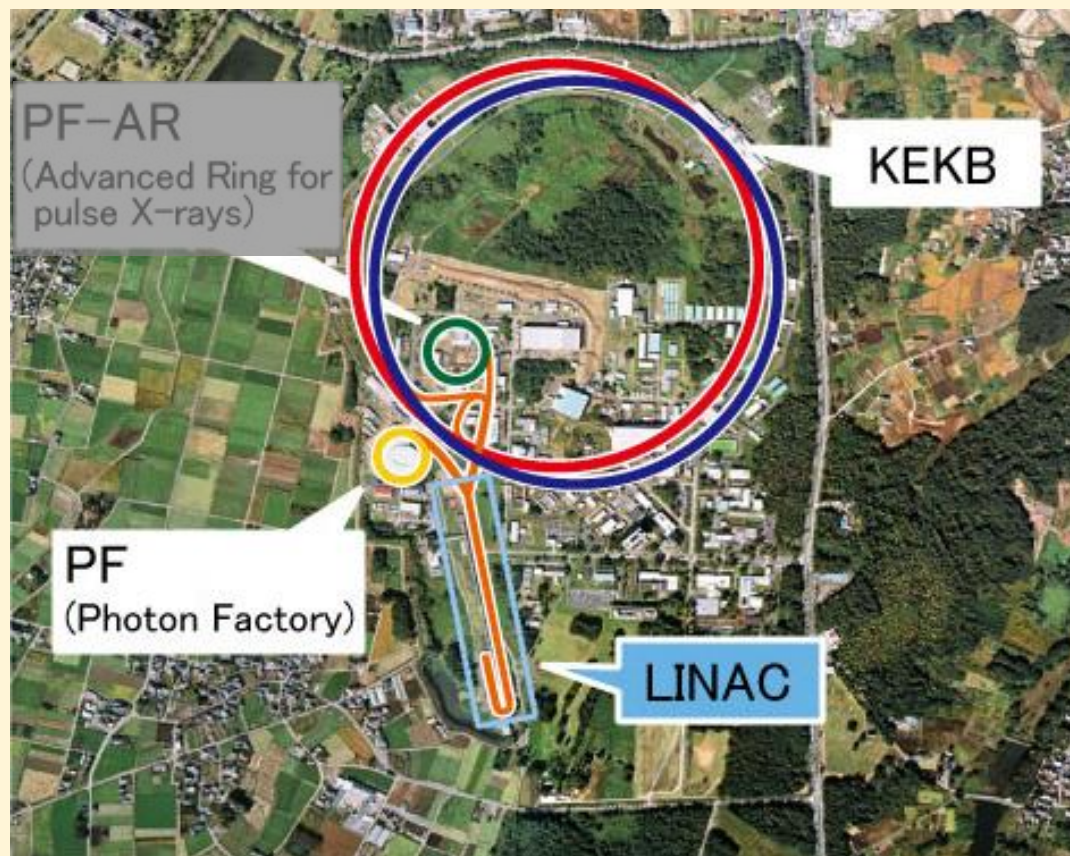 PF-AR
(Advanced Ring for
pulse X-rays)
KEKB
PF
(Photon Factory)
LINAC